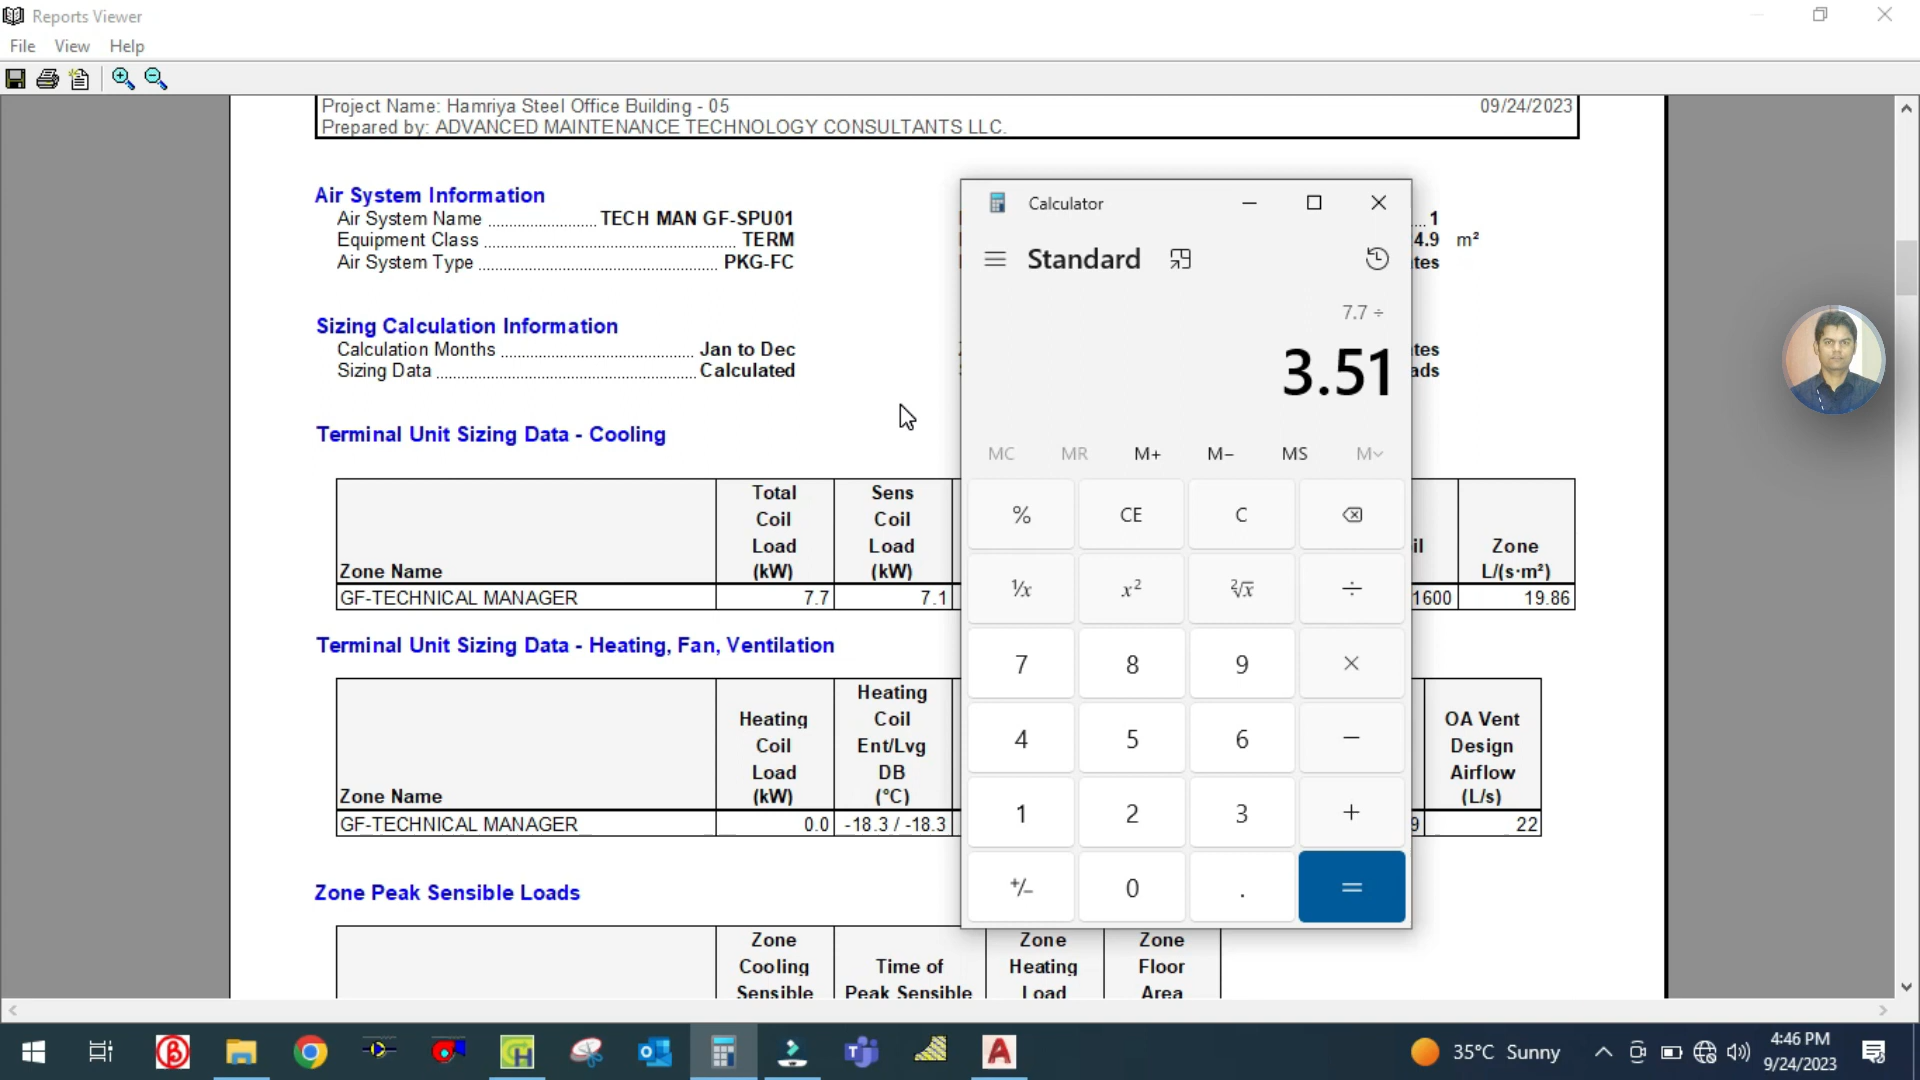 Reports Viewer
File View Help
Project Name: Hamriya Steel Office Building - 05 09/24/2023
Prepared by: ADVANCED MAINTENANCE TECHNOLOGY CONSULTANTS LLC.
Air System Information
Air System Name TECH MAN GF-SPU01 1
Equipment Class TERM 4.9 m²
Air System Type PKG-FC
Sizing Calculation Information
Calculation Months Jan to Dec
Sizing Data Calculated
Terminal Unit Sizing Data - Cooling
Zone Name
Total
Coil
Load
(kW)
Sens
Coil
Load
(kW)
Zone
L/(s·m²)
GF-TECHNICAL MANAGER 7.7 7.1 1600 19.86
Terminal Unit Sizing Data - Heating, Fan, Ventilation
Zone Name
Heating
Coil
Load
(kW)
Heating
Coil
Ent/Lvg
DB
(°C)
OA Vent
Design
Airflow
(L/s)
GF-TECHNICAL MANAGER 0.0 -18.3 / -18.3 9 22
Zone Peak Sensible Loads
Zone
Cooling
Sensible
Time of
Peak Sensible
Zone
Heating
Load
Zone
Floor
Area
Calculator
Standard
7.7 ÷
3.51
MC MR M+ M− MS M
% CE C
⅟x x² ²√x ÷
7 8 9 ×
4 5 6 −
1 2 3 +
+/− 0 . =
35°C Sunny
4:46 PM
9/24/2023